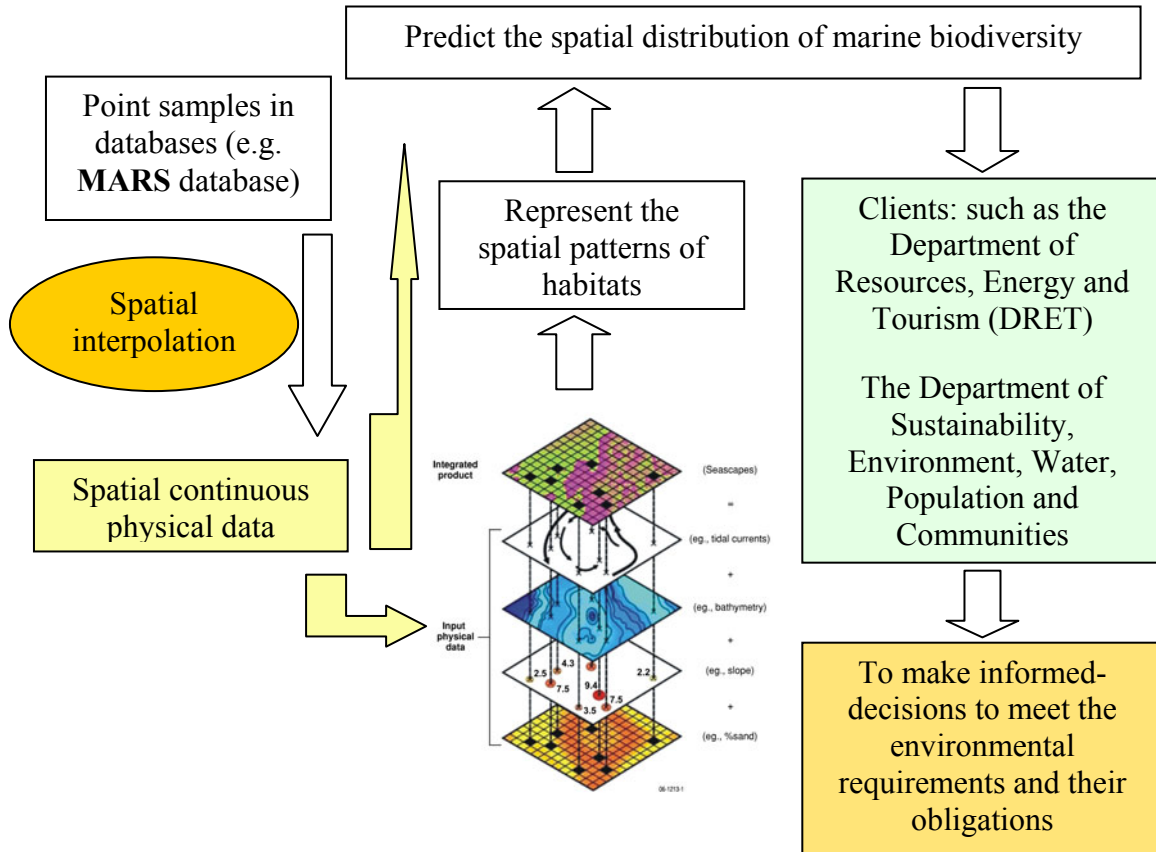 Predict the spatial distribution of marine biodiversity
Point samples in
databases (e.g.
MARS database)
Spatial
interpolation
Spatial continuous
physical data
Represent the
spatial patterns of
habitats
Integrated
product
(Seascapes)
=
(eg., tidal currents)
+
(eg., bathymetry)
+
Input
physical
data
4.3
2.5
7.5
9.4
2.2
7.5
3.5
(eg., slope)
+
(eg., %sand)
06-1213-1
Clients: such as the
Department of
Resources, Energy and
Tourism (DRET)
The Department of
Sustainability,
Environment, Water,
Population and
Communities
To make informed-
decisions to meet the
environmental
requirements and their
obligations